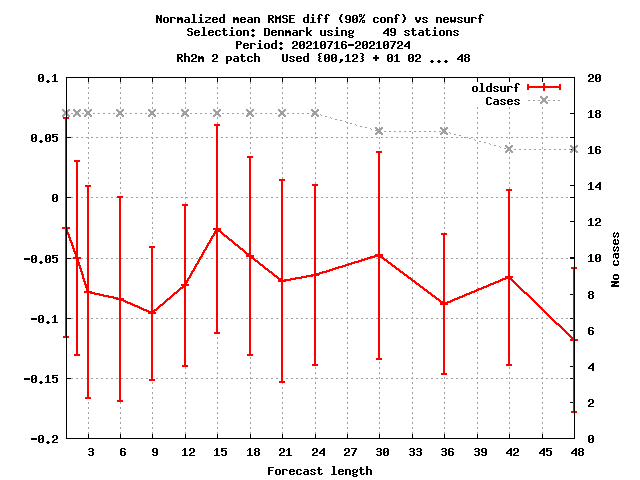 Normalized mean RMSE diff (90% conf) vs newsurf
Selection: Denmark using    49 stations
Period: 20210716-20210724
Rh2m 2 patch   Used {00,12} + 01 02 ... 48
0.1
0.05
0
-0.05
-0.1
-0.15
-0.2
oldsurf
Cases
20
18
16
14
12
10
8
6
4
2
0
No cases
3 6 9 12 15 18 21 24 27 30 33 36 39 42 45 48
Forecast length